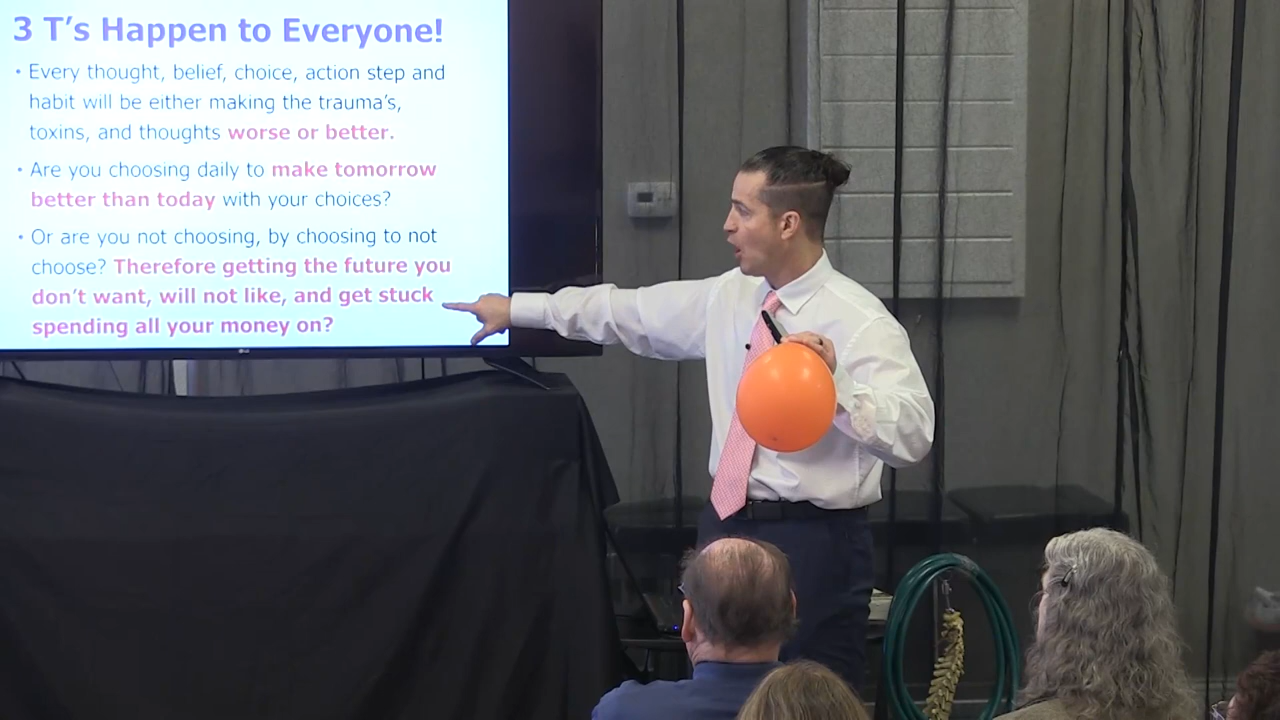 3 T's Happen to Everyone!
• Every thought, belief, choice, action step and
habit will be either making the trauma's,
toxins, and thoughts worse or better.
• Are you choosing daily to make tomorrow
better than today with your choices?
• Or are you not choosing, by choosing to not
choose? Therefore getting the future you
don't want, will not like, and get stuck
spending all your money on?
LG